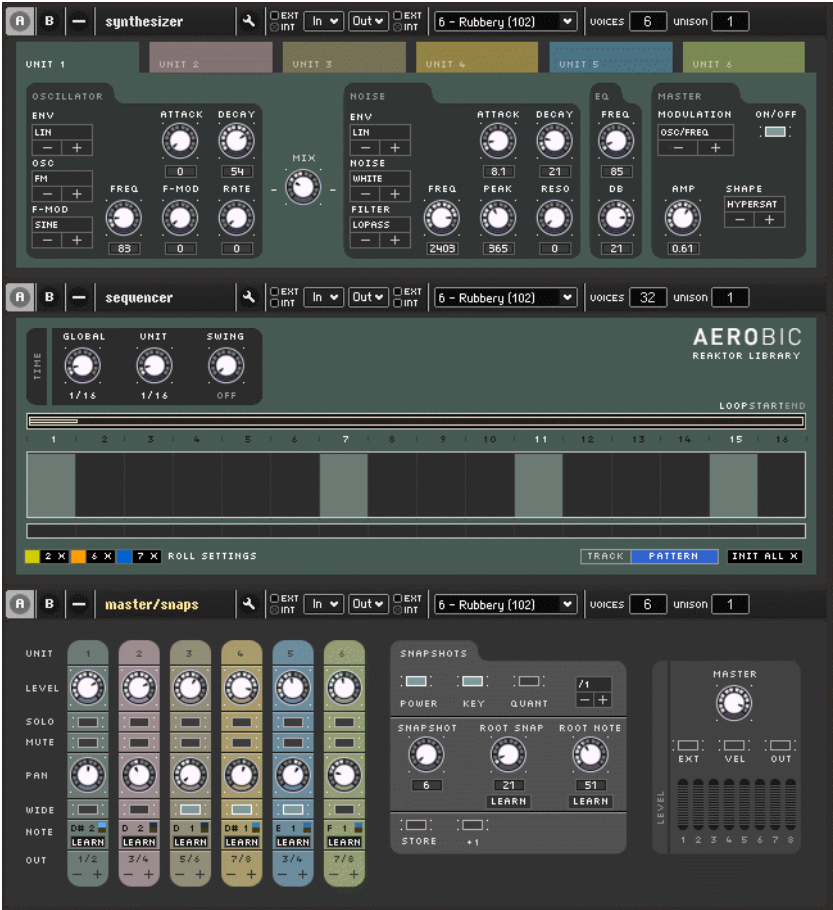 A B synthesizer EXT INT In Out EXT INT 6 - Rubbery (102) VOICES 6 UNISON 1
UNIT 1 UNIT 2 UNIT 3 UNIT 4 UNIT 5 UNIT 6
OSCILLATOR NOISE EQ MASTER
ENV ATTACK DECAY ENV ATTACK DECAY FREQ MODULATION ON/OFF
LIN LIN OSC/FREQ
- + - + - +
MIX
OSC 0 54 NOISE 8.1 21 85
FM WHITE
- + - +
FREQ F-MOD RATE FREQ PEAK RESO DB AMP SHAPE
F-MOD FILTER HYPERSAT
SINE LOPASS - +
- + - +
83 0 0 2403 365 0 21 0.61
A B sequencer EXT INT In Out EXT INT 6 - Rubbery (102) VOICES 32 UNISON 1
TIME
GLOBAL UNIT SWING
1/16 1/16 OFF
AEROBIC
REAKTOR LIBRARY
LOOPSTARTEND
1 2 3 4 5 6 7 8 9 10 11 12 13 14 15 16
2 X 6 X 7 X ROLL SETTINGS TRACK PATTERN INIT ALL X
A B master/snaps EXT INT In Out EXT INT 6 - Rubbery (102) VOICES 6 UNISON 1
UNIT 1 2 3 4 5 6
LEVEL
SOLO
MUTE
PAN
WIDE
NOTE D# 2 D 2 D 1 D# 1 E 1 F 1
LEARN LEARN LEARN LEARN LEARN LEARN
OUT 1/2 3/4 5/6 7/8 3/4 7/8
- + - + - + - + - + - +
SNAPSHOTS
/1
- +
POWER KEY QUANT
SNAPSHOT ROOT SNAP ROOT NOTE
6 21 51
LEARN LEARN
STORE +1
MASTER
EXT VEL OUT
LEVEL
1 2 3 4 5 6 7 8